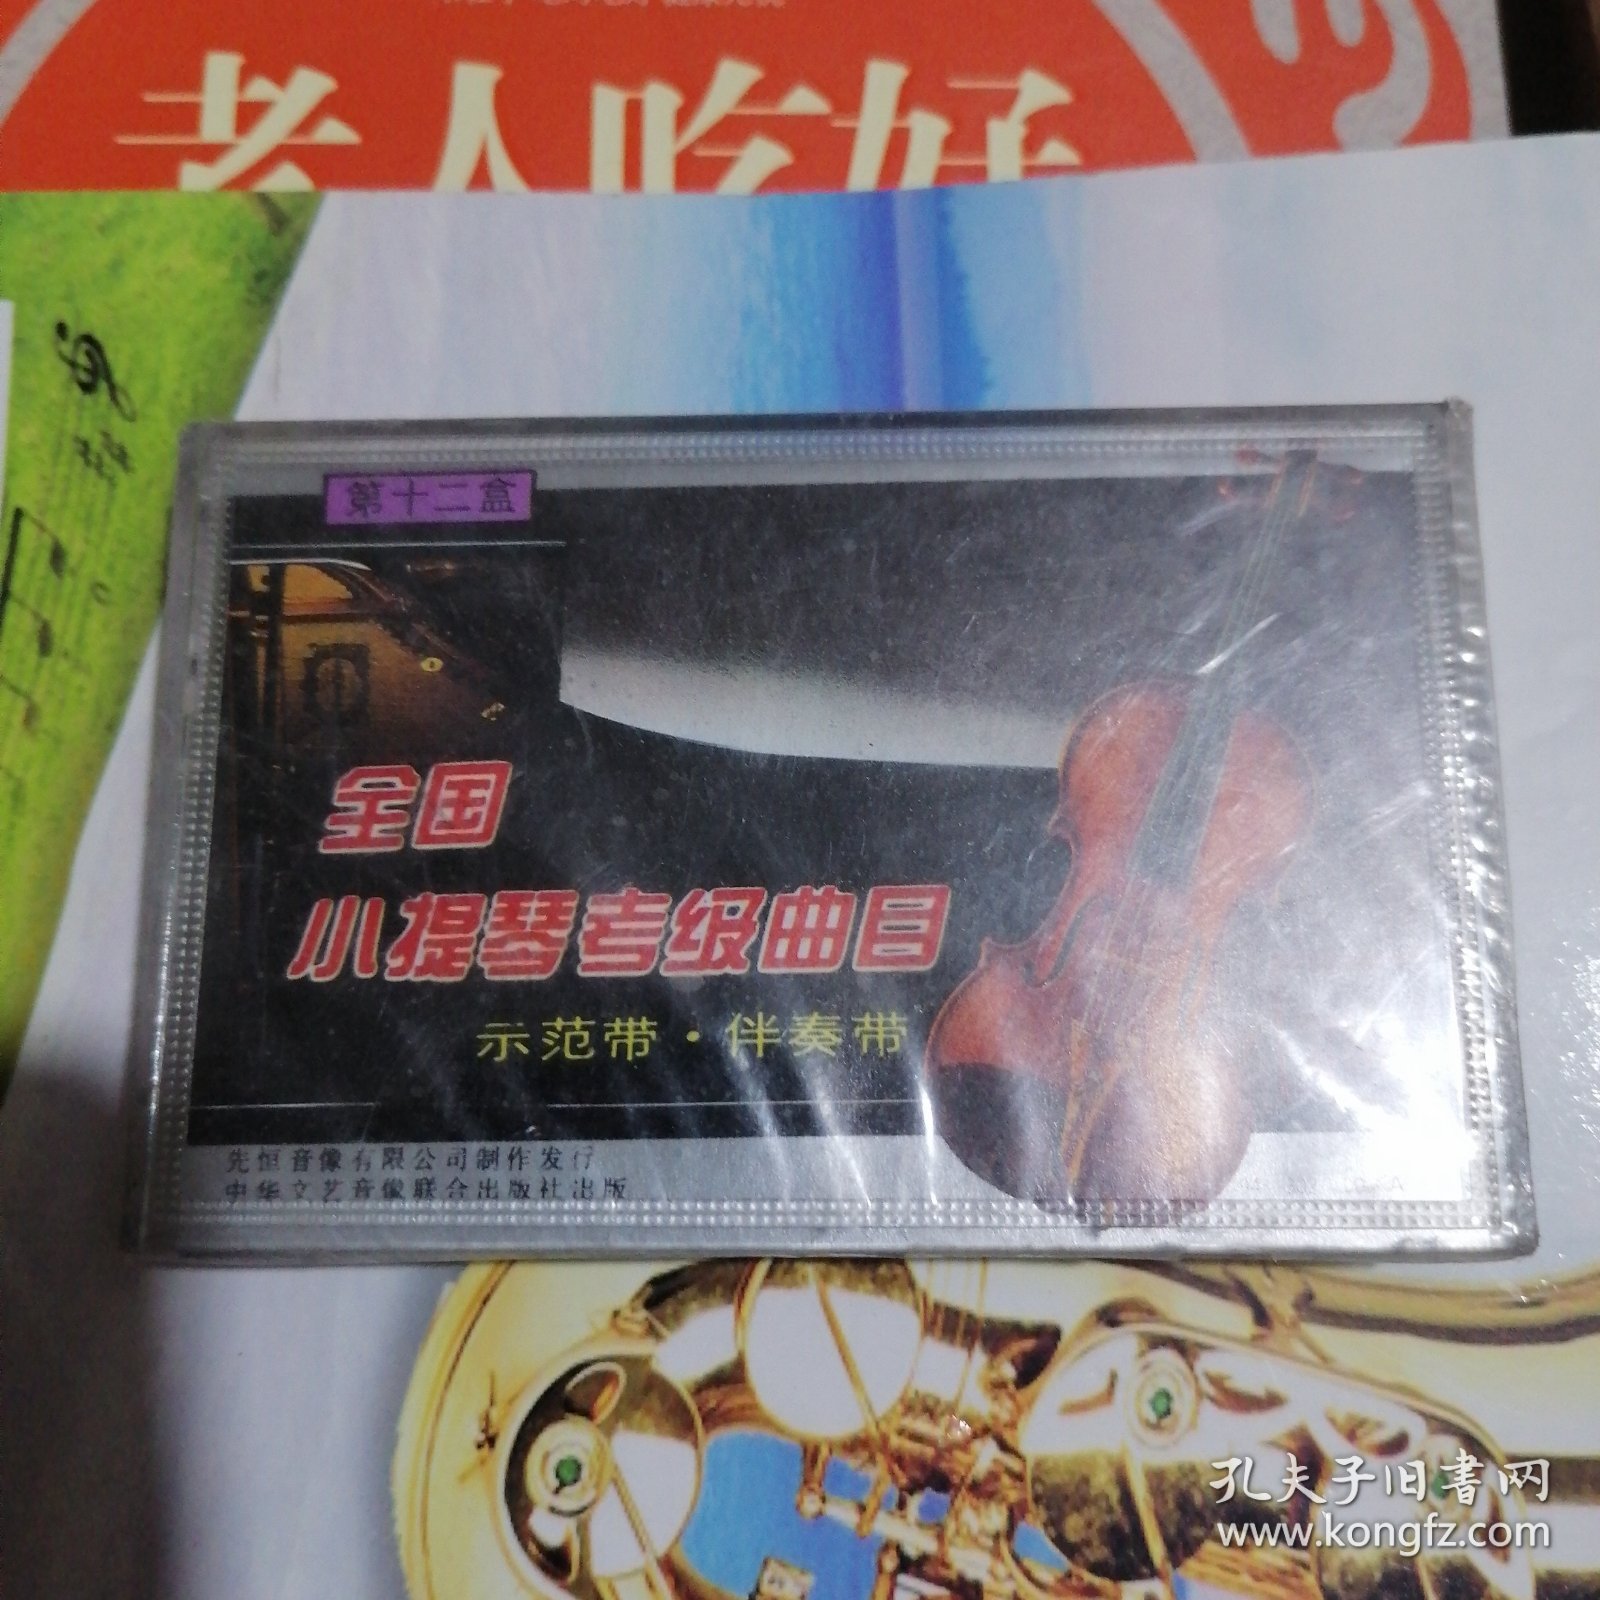 老人吃好
第十二盒
全国
小提琴考级曲目
示范带·伴奏带
先恒音像有限公司制作发行
中华文艺音像联合出版社出版
孔夫子旧书网
www.kongfz.com